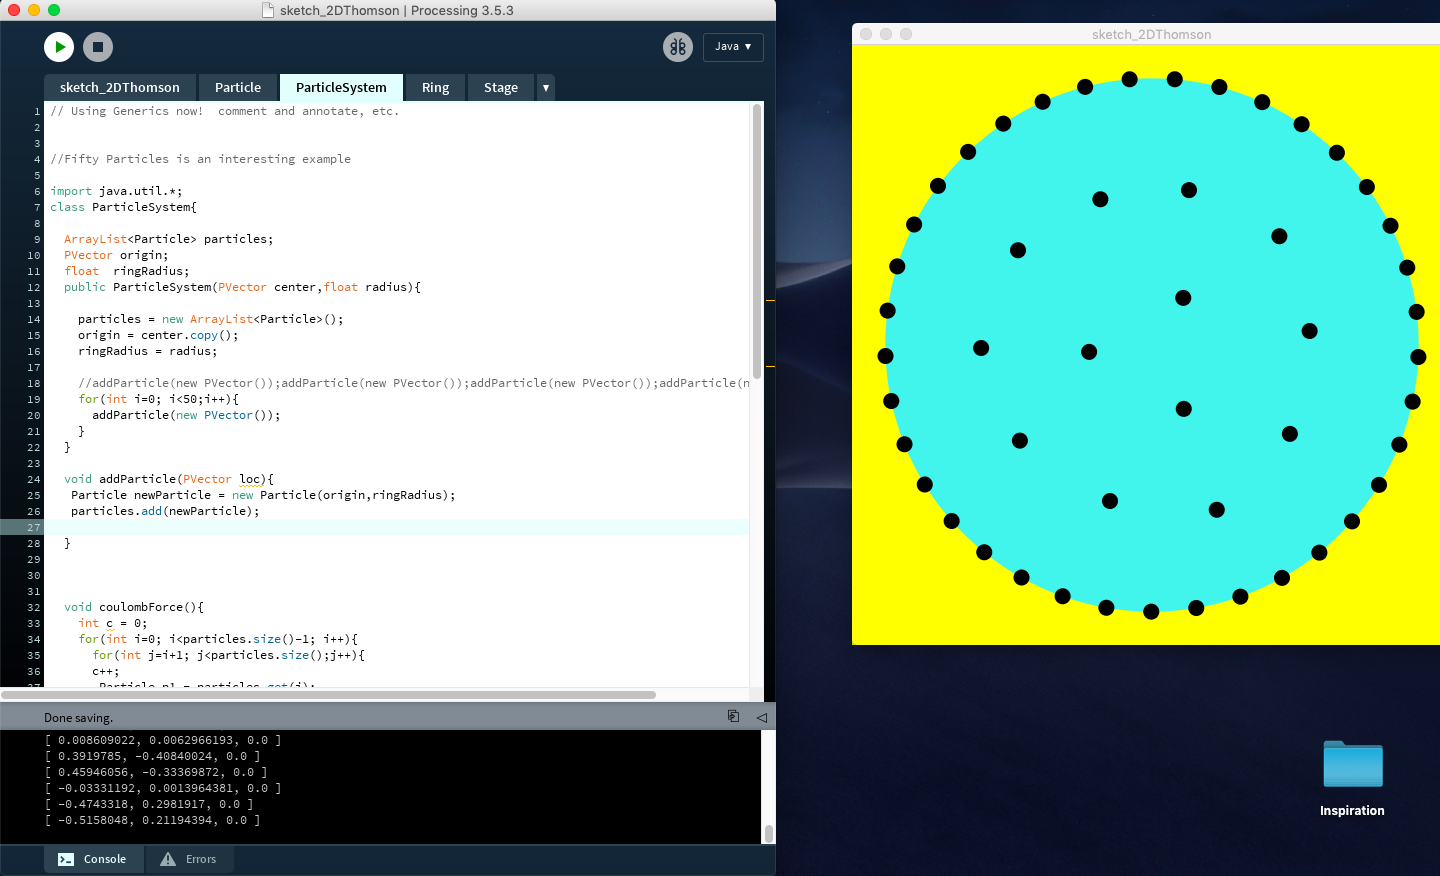 sketch_2DThomson | Processing 3.5.3
Java ▾
sketch_2DThomson Particle ParticleSystem Ring Stage ▾
1 // Using Generics now!  comment and annotate, etc.
2
3
4 //Fifty Particles is an interesting example
5
6 import java.util.*;
7 class ParticleSystem{
8
9   ArrayList<Particle> particles;
10   PVector origin;
11   float  ringRadius;
12   public ParticleSystem(PVector center,float radius){
13
14     particles = new ArrayList<Particle>();
15     origin = center.copy();
16     ringRadius = radius;
17
18     //addParticle(new PVector());addParticle(new PVector());addParticle(new PVector());addParticle(n
19     for(int i=0; i<50;i++){
20       addParticle(new PVector());
21     }
22   }
23
24   void addParticle(PVector loc){
25    Particle newParticle = new Particle(origin,ringRadius);
26    particles.add(newParticle);
27
28   }
29
30
31
32   void coulombForce(){
33     int c = 0;
34     for(int i=0; i<particles.size()-1; i++){
35       for(int j=i+1; j<particles.size();j++){
36       c++;
37        Particle p1 = particles.get(i);
Done saving.
[ 0.008609022, 0.0062966193, 0.0 ]
[ 0.3919785, -0.40840024, 0.0 ]
[ 0.45946056, -0.33369872, 0.0 ]
[ -0.03331192, 0.0013964381, 0.0 ]
[ -0.4743318, 0.2981917, 0.0 ]
[ -0.5158048, 0.21194394, 0.0 ]
Console Errors
sketch_2DThomson
Inspiration